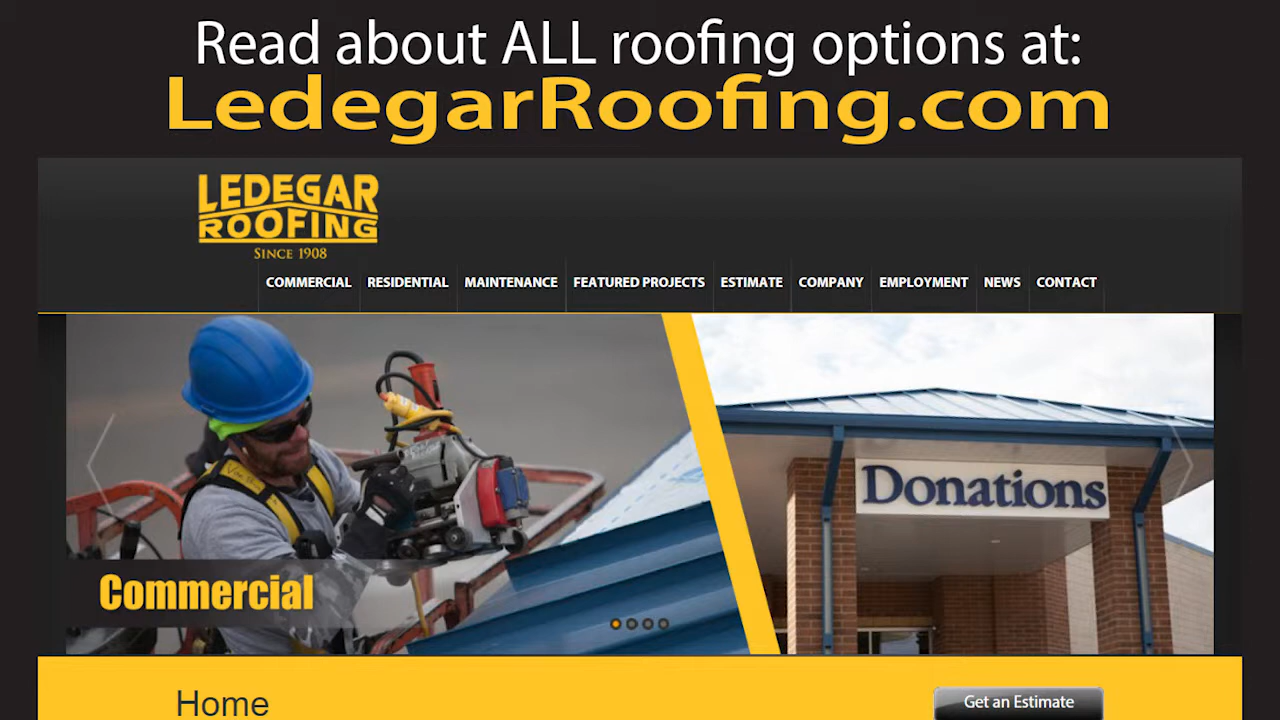 Read about ALL roofing options at:
LedegarRoofing.com
LEDEGAR
ROOFING
SINCE 1908
COMMERCIAL RESIDENTIAL MAINTENANCE FEATURED PROJECTS ESTIMATE COMPANY EMPLOYMENT NEWS CONTACT
Donations
Commercial
Home
Get an Estimate